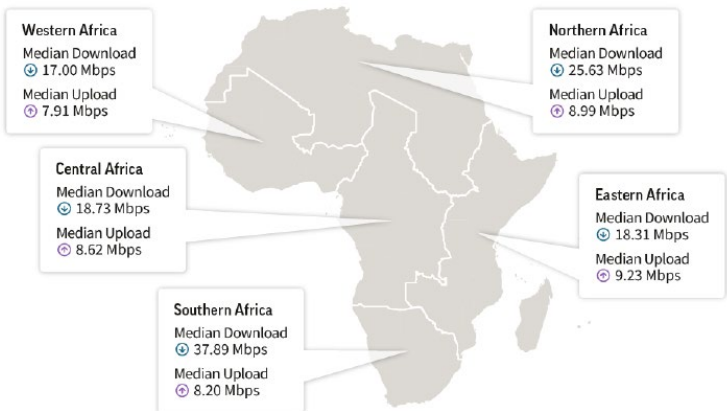 Western Africa
Median Download
17.00 Mbps
Median Upload
7.91 Mbps
Northern Africa
Median Download
25.63 Mbps
Median Upload
8.99 Mbps
Central Africa
Median Download
18.73 Mbps
Median Upload
8.62 Mbps
Eastern Africa
Median Download
18.31 Mbps
Median Upload
9.23 Mbps
Southern Africa
Median Download
37.89 Mbps
Median Upload
8.20 Mbps